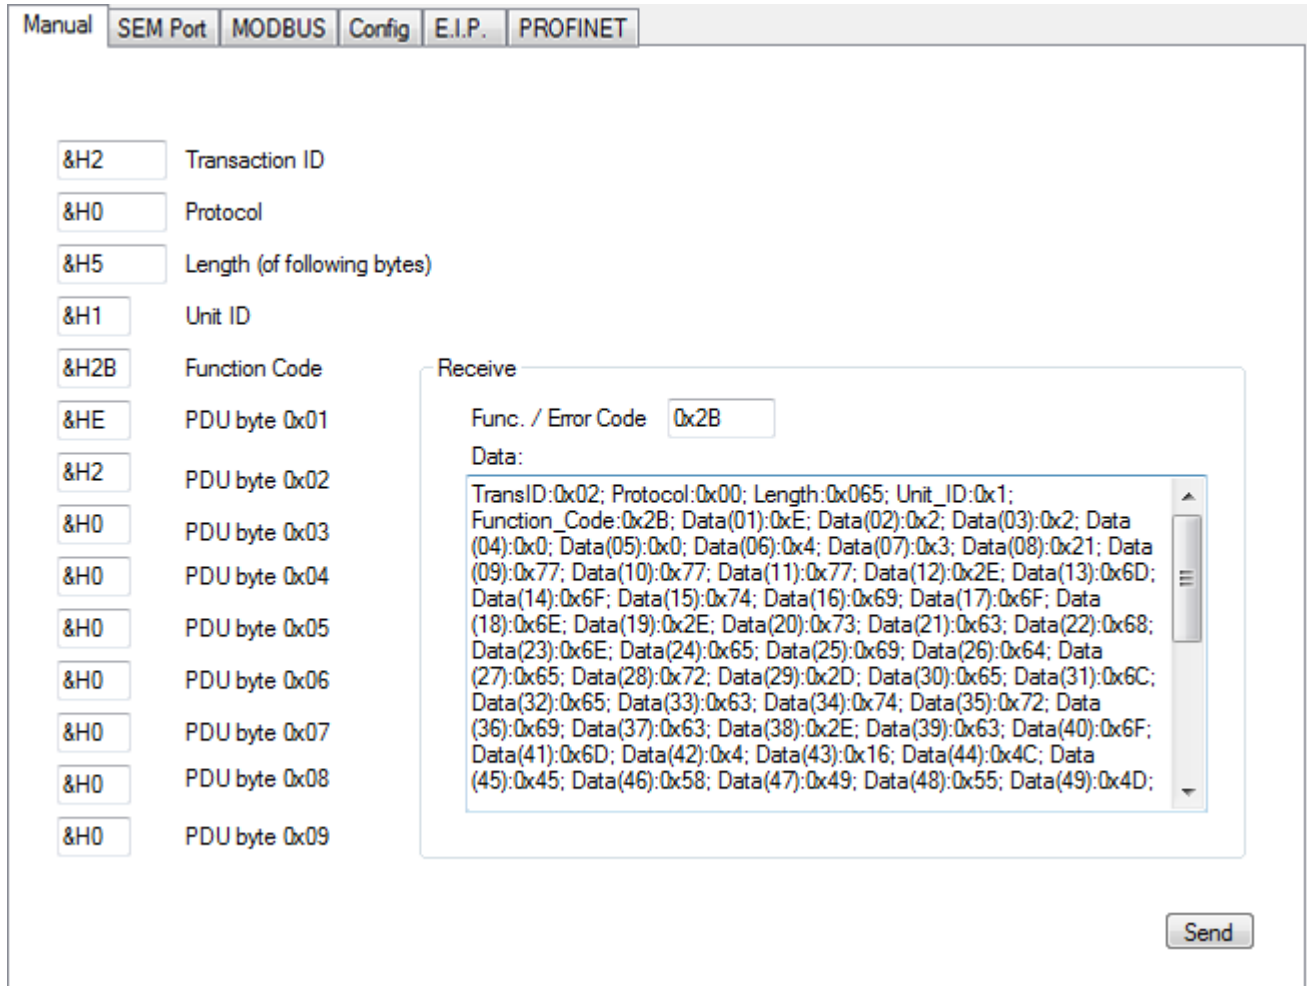 Manual SEM Port MODBUS Config E.I.P. PROFINET
&H2 Transaction ID
&H0 Protocol
&H5 Length (of following bytes)
&H1 Unit ID
&H2B Function Code
&HE PDU byte 0x01
&H2 PDU byte 0x02
&H0 PDU byte 0x03
&H0 PDU byte 0x04
&H0 PDU byte 0x05
&H0 PDU byte 0x06
&H0 PDU byte 0x07
&H0 PDU byte 0x08
&H0 PDU byte 0x09
Receive
Func. / Error Code 0x2B
Data:
TransID:0x02; Protocol:0x00; Length:0x065; Unit_ID:0x1;
Function_Code:0x2B; Data(01):0xE; Data(02):0x2; Data(03):0x2; Data
(04):0x0; Data(05):0x0; Data(06):0x4; Data(07):0x3; Data(08):0x21; Data
(09):0x77; Data(10):0x77; Data(11):0x77; Data(12):0x2E; Data(13):0x6D;
Data(14):0x6F; Data(15):0x74; Data(16):0x69; Data(17):0x6F; Data
(18):0x6E; Data(19):0x2E; Data(20):0x73; Data(21):0x63; Data(22):0x68;
Data(23):0x6E; Data(24):0x65; Data(25):0x69; Data(26):0x64; Data
(27):0x65; Data(28):0x72; Data(29):0x2D; Data(30):0x65; Data(31):0x6C;
Data(32):0x65; Data(33):0x63; Data(34):0x74; Data(35):0x72; Data
(36):0x69; Data(37):0x63; Data(38):0x2E; Data(39):0x63; Data(40):0x6F;
Data(41):0x6D; Data(42):0x4; Data(43):0x16; Data(44):0x4C; Data
(45):0x45; Data(46):0x58; Data(47):0x49; Data(48):0x55; Data(49):0x4D;
Send